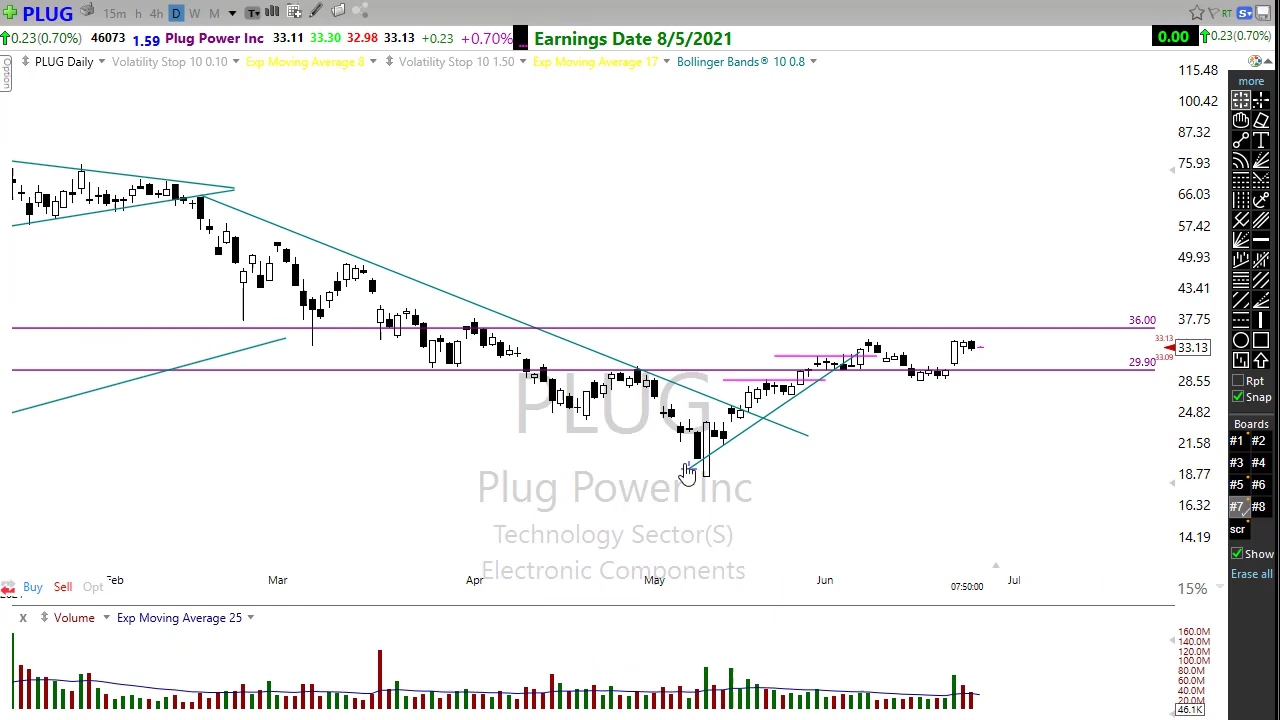 PLUG 15m h 4h D W M T RT S
0.23(0.70%) 46073 1.59 Plug Power Inc 33.11 33.30 32.98 33.13 +0.23 +0.70% ... Earnings Date 8/5/2021 0.00 0.23(0.70%)
Option
PLUG Daily Volatility Stop 10 0.10 Exp Moving Average 8 Volatility Stop 10 1.50 Exp Moving Average 17 Bollinger Bands® 10 0.8
115.48
more
100.42
87.32
75.93
66.03
57.42
49.93
43.41
36.00 37.75
33.13
33.13
33.09
29.90
28.55
Rpt
Snap
24.82
PLUG
Boards
21.58
#1 #2
#3 #4
18.77
Plug Power Inc
#5 #6
16.32
#7 #8
Technology Sector(S)
scr
14.19
Show
Electronic Components
Erase all
Feb Mar Apr May Jun Jul
Buy Sell Opt 07:50:00 15%
X Volume Exp Moving Average 25
160.0M
140.0M
120.0M
100.0M
80.0M
60.0M
40.0M
20.0M
46.1K